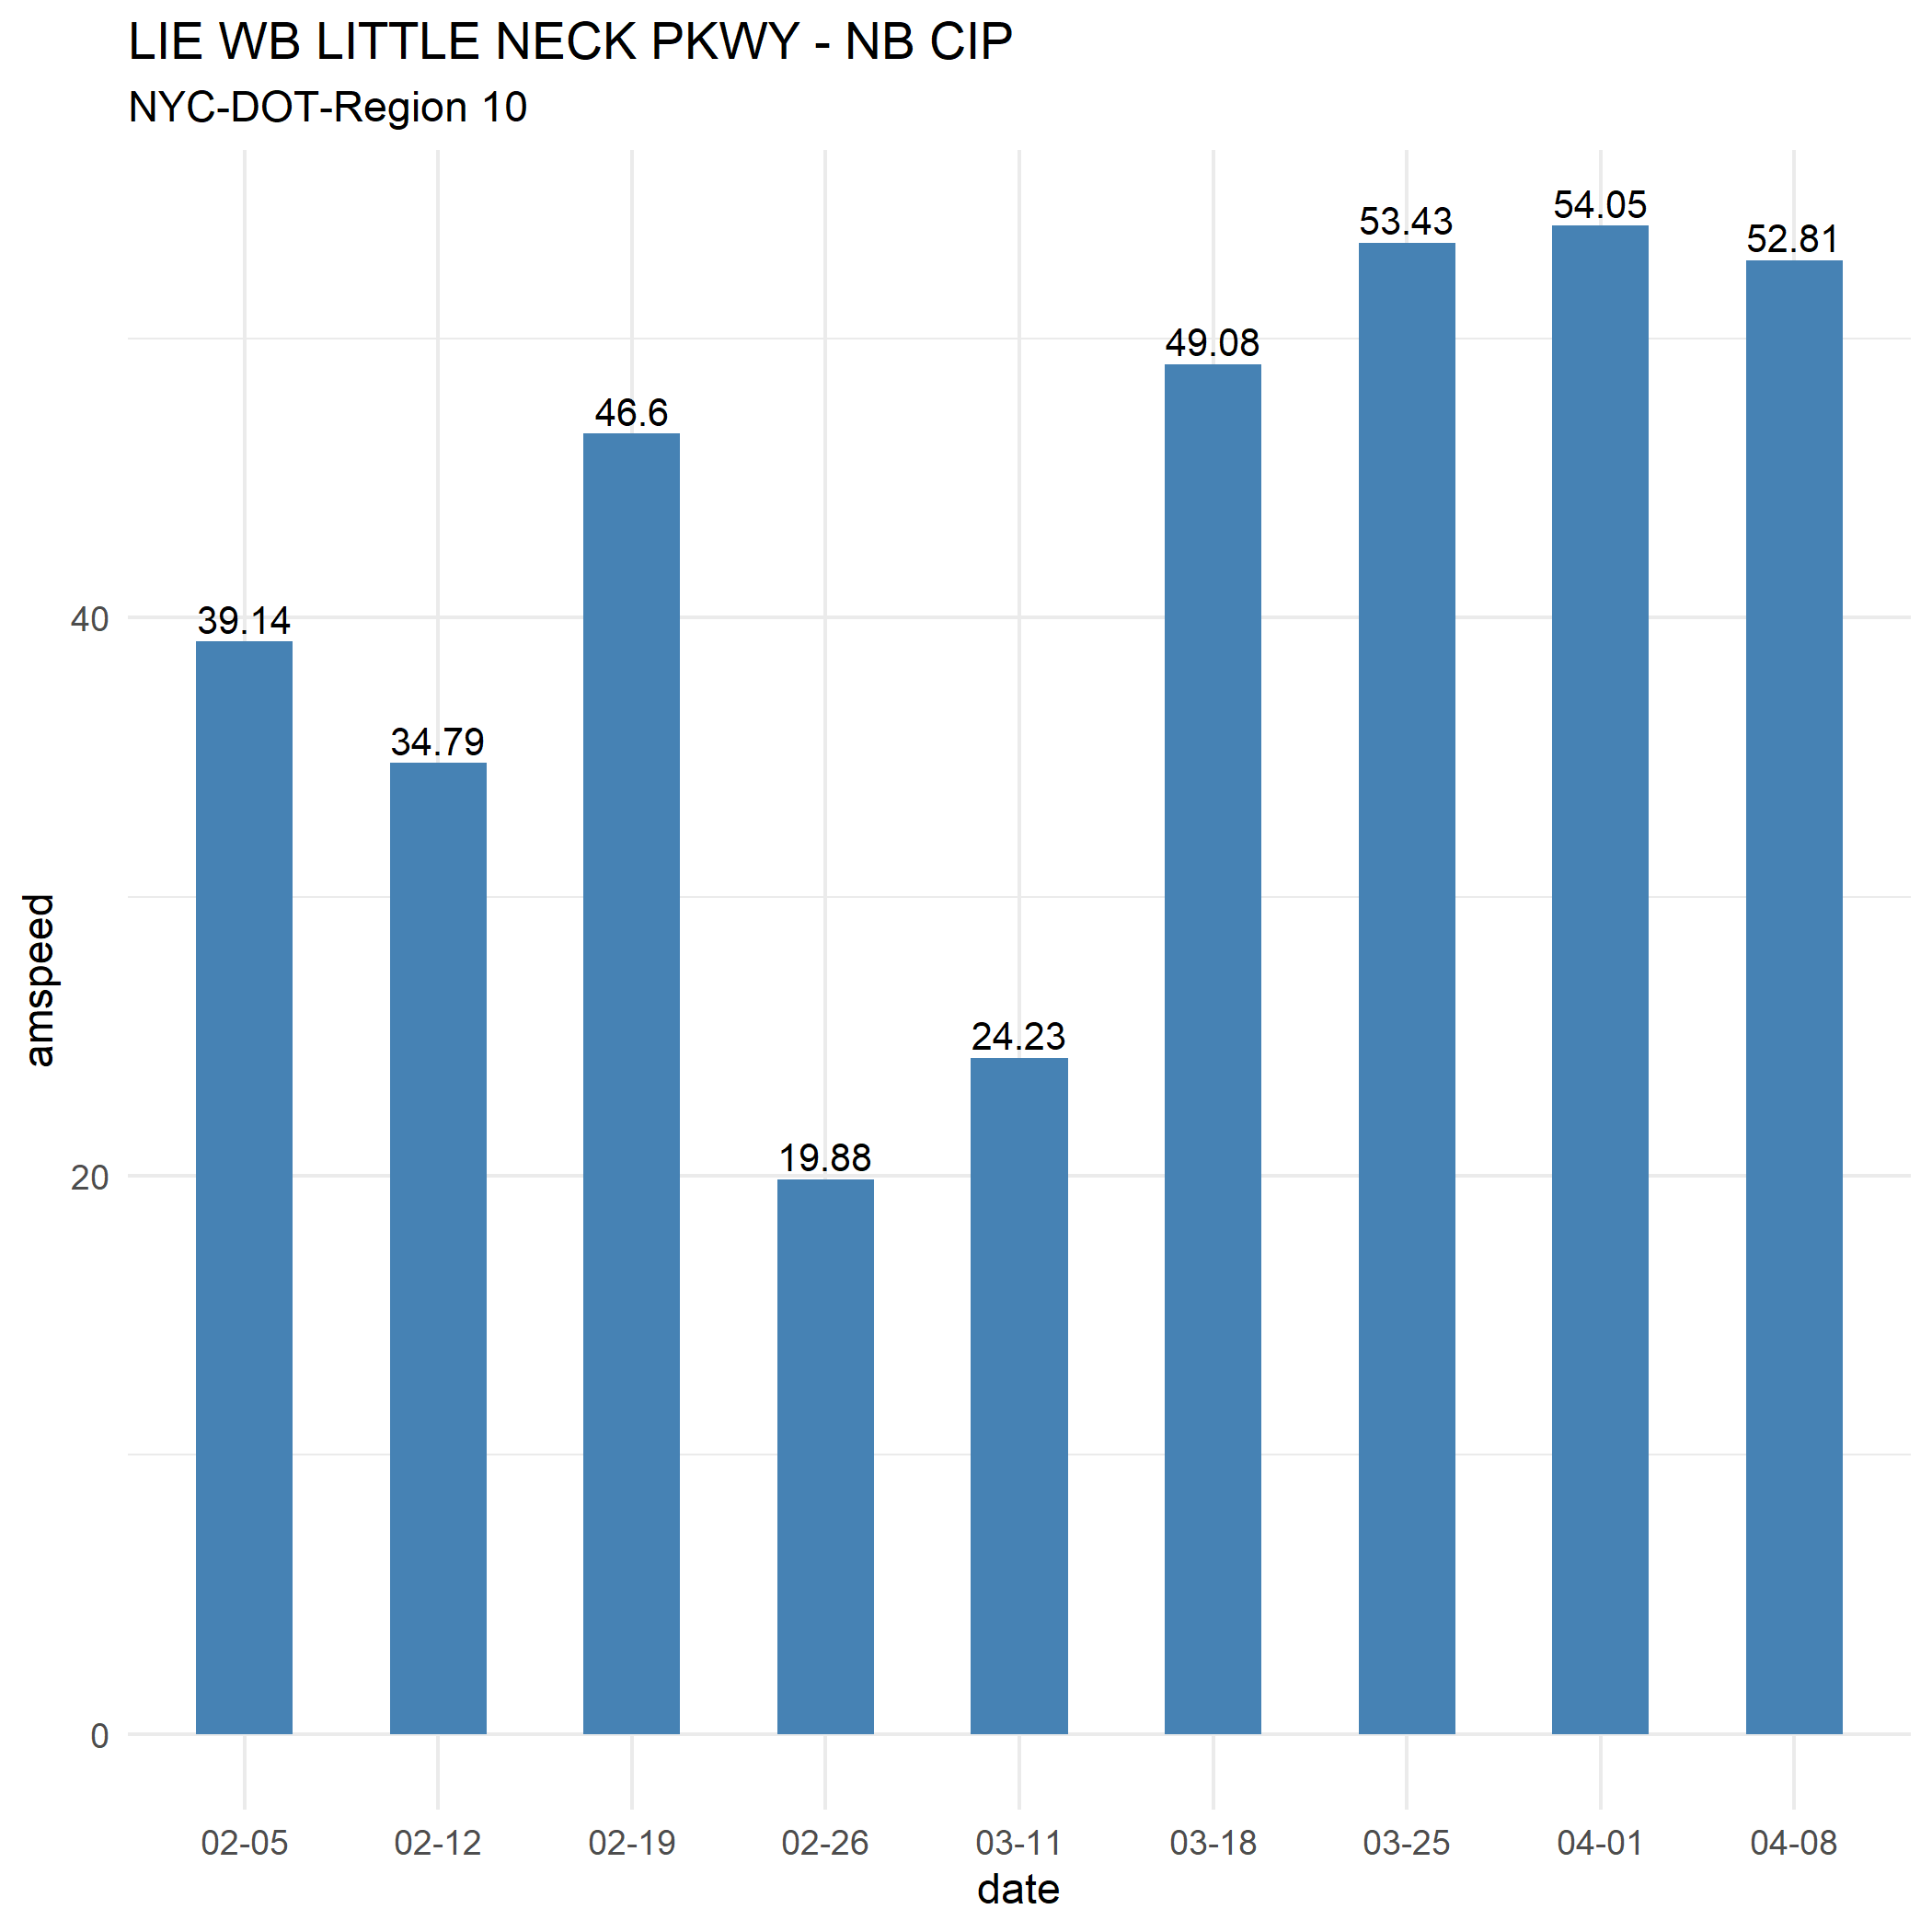 LIE WB LITTLE NECK PKWY - NB CIP
NYC-DOT-Region 10
54.05
53.43
52.81
49.08
46.6
39.14
34.79
24.23
19.88
40
20
0
amspeed
02-05 02-12 02-19 02-26 03-11 03-18 03-25 04-01 04-08
date